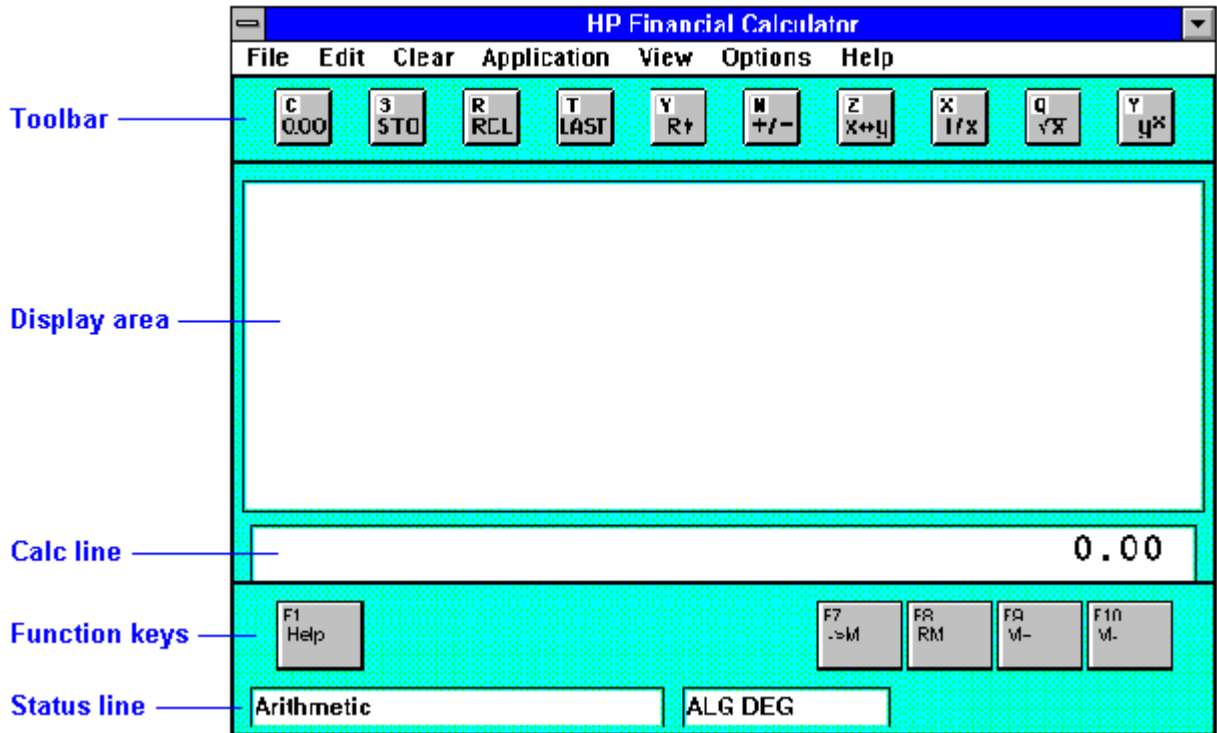 HP Financial Calculator
File Edit Clear Application View Options Help
Toolbar
C 0.00
S STO
R RCL
T LAST
V R↓
N +/-
Z x↔y
X 1/x
Q √x
Y y^x
Display area
Calc line
0.00
Function keys
F1 Help
F7 ->M
F8 RM
F9
F10 M-
Status line
Arithmetic
ALG DEG